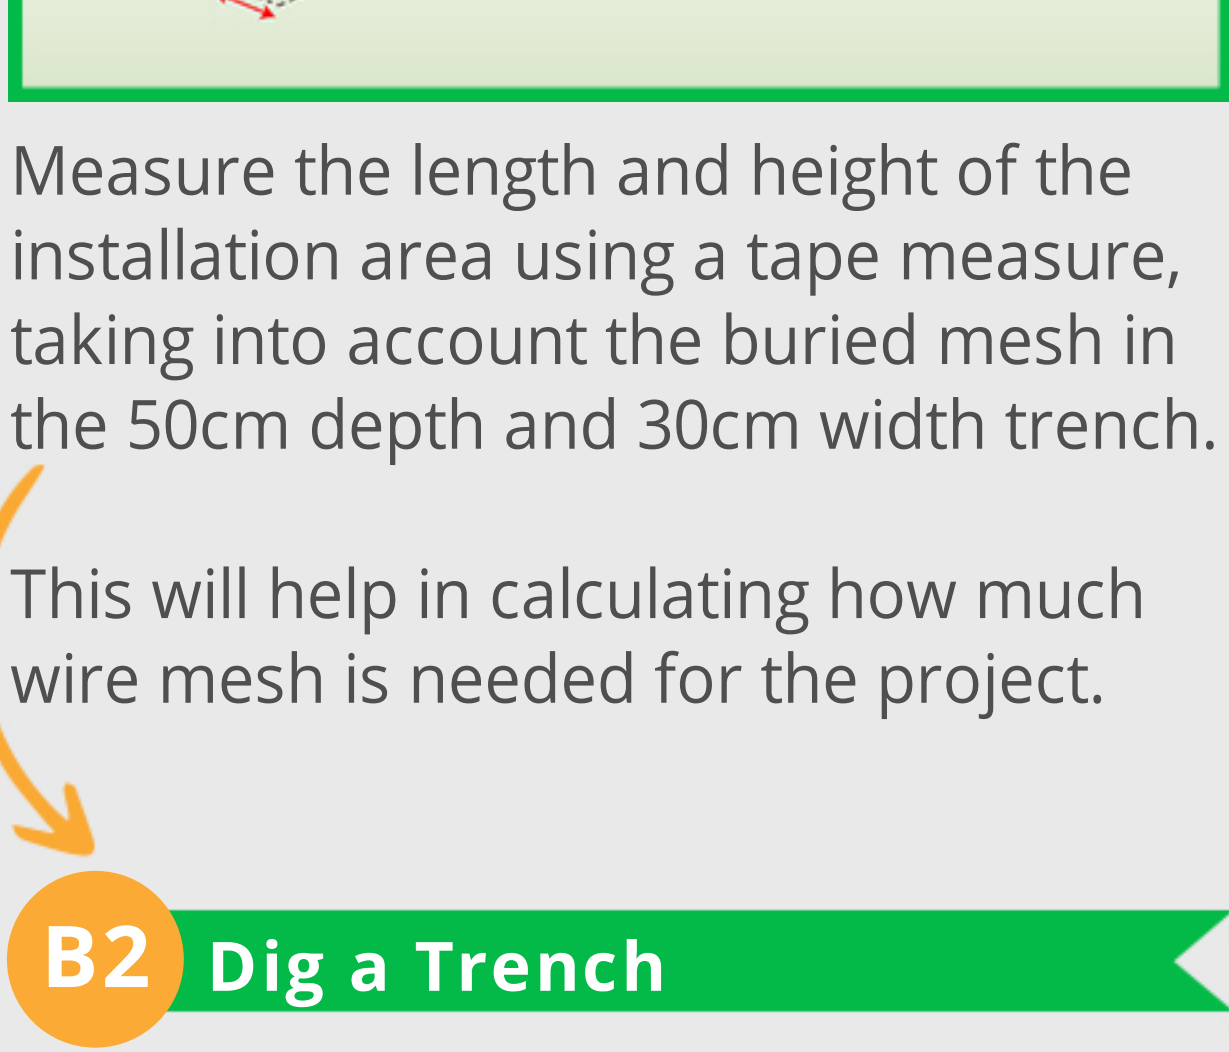 Measure the length and height of the
installation area using a tape measure,
taking into account the buried mesh in
the 50cm depth and 30cm width trench.
This will help in calculating how much
wire mesh is needed for the project.
B2 Dig a Trench